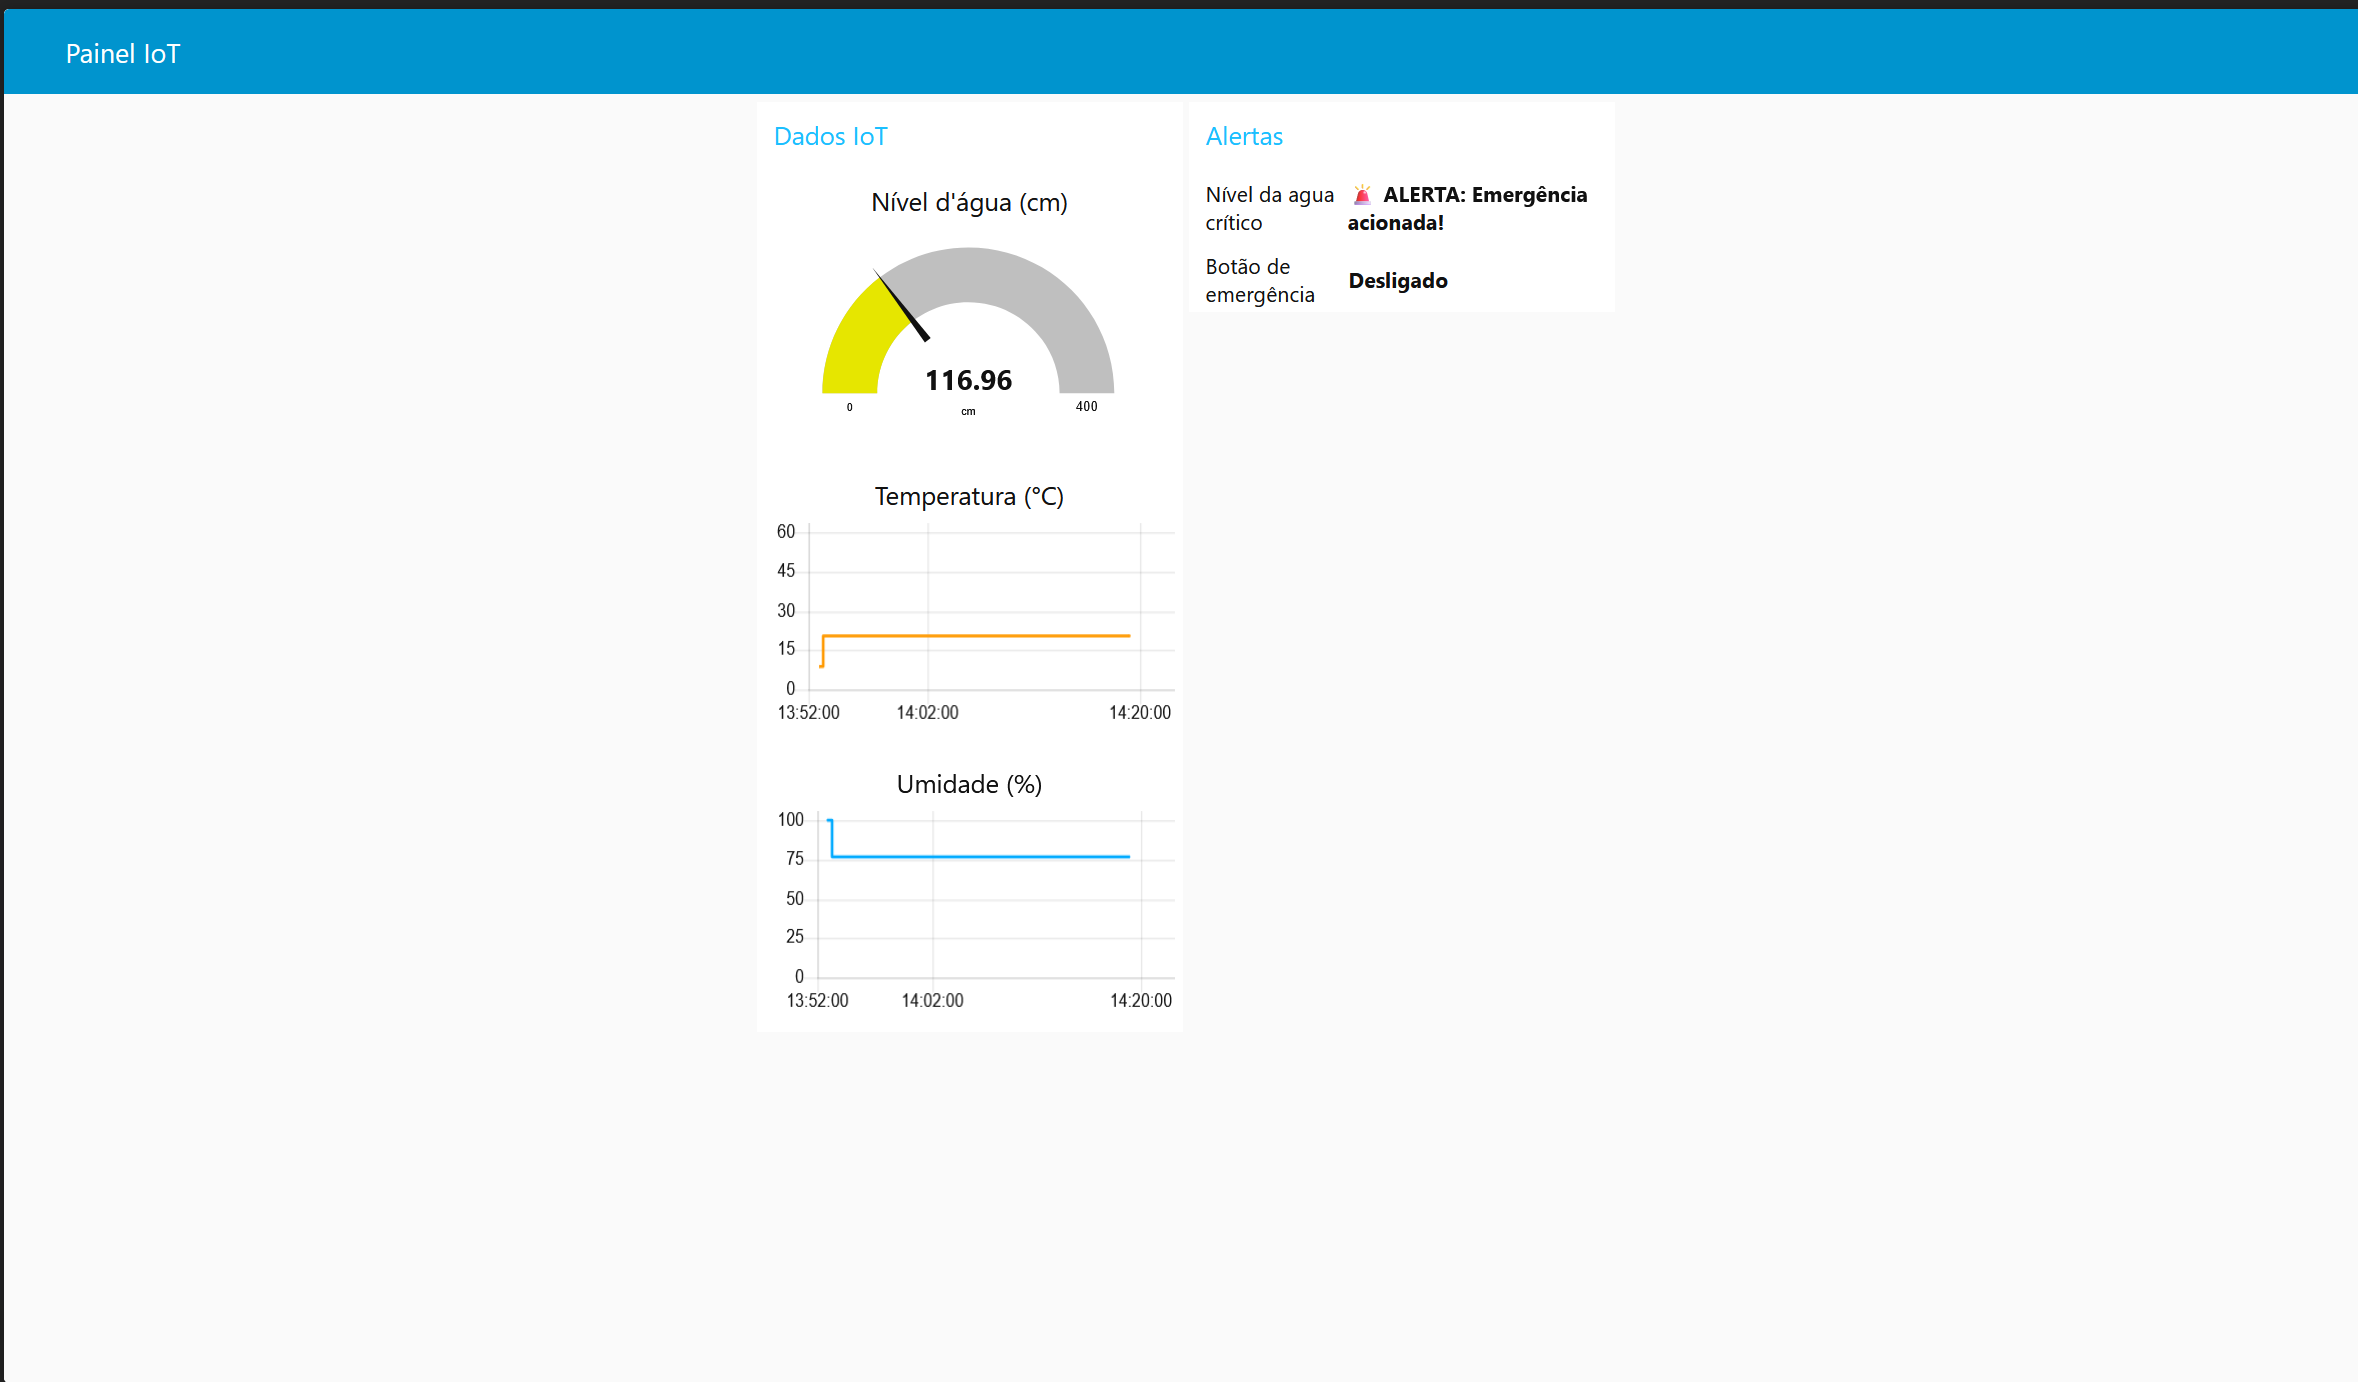 Painel IoT
Dados IoT
Nível d'água (cm)
116.96
0
cm
400
Temperatura (°C)
60
45
30
15
0
13:52:00 14:02:00 14:20:00
Umidade (%)
100
75
50
25
0
13:52:00 14:02:00 14:20:00
Alertas
Nível da agua
crítico
🚨 ALERTA: Emergência
acionada!
Botão de
emergência
Desligado